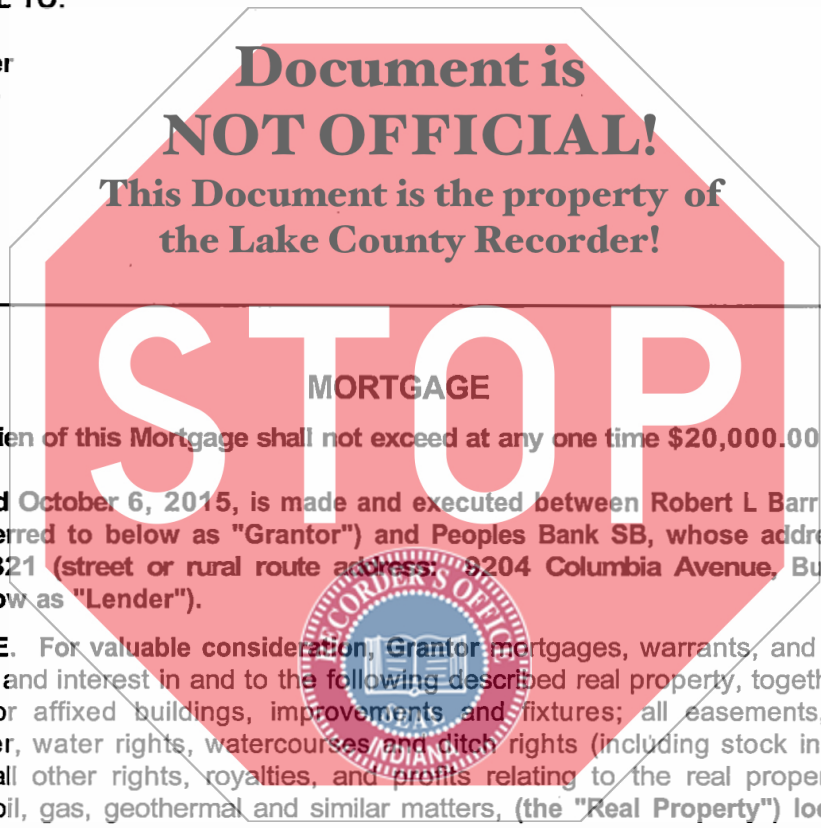 TO:
er
Document is
NOT OFFICIAL!
This Document is the property of
the Lake County Recorder!
STOP
MORTGAGE
ien of this Mortgage shall not exceed at any one time $20,000.00
d October 6, 2015, is made and executed between Robert L Barr
erred to below as "Grantor") and Peoples Bank SB, whose addre
321 (street or rural route address: 9204 Columbia Avenue, Bu
ow as "Lender").
E. For valuable consideration, Grantor mortgages, warrants, and
and interest in and to the following described real property, togeth
or affixed buildings, improvements and fixtures; all easements,
er, water rights, watercourses and ditch rights (including stock in
all other rights, royalties, and profits relating to the real proper
oil, gas, geothermal and similar matters, (the "Real Property") loc
RECORDER'S OFFICE
INDIANA